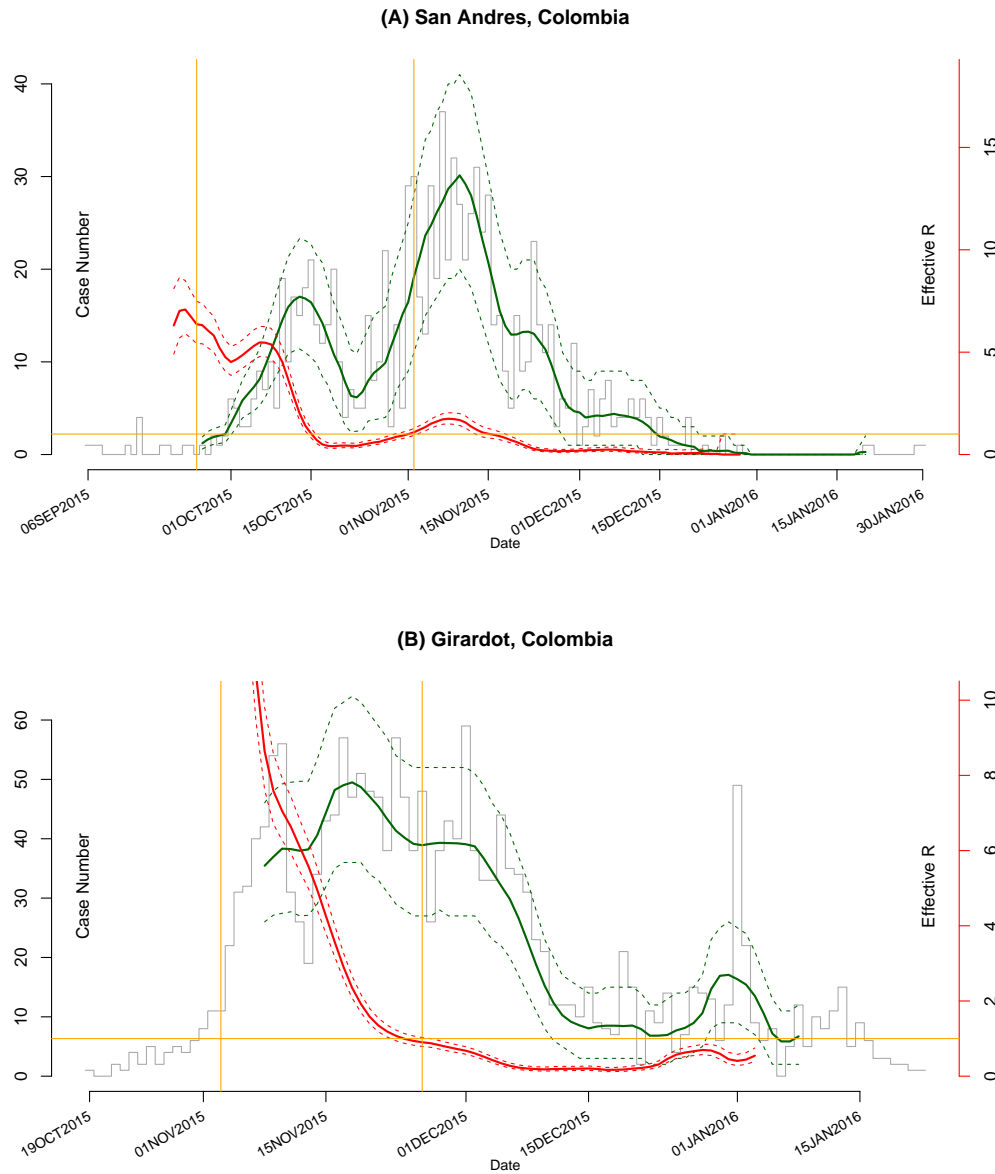 (A) San Andres, Colombia
40
30
20
10
0
Case Number
15
10
5
0
Effective R
06SEP2015
01OCT2015
15OCT2015
01NOV2015
15NOV2015
01DEC2015
15DEC2015
01JAN2016
15JAN2016
30JAN2016
Date
(B) Girardot, Colombia
60
50
40
30
20
10
0
Case Number
10
8
6
4
2
0
Effective R
19OCT2015
01NOV2015
15NOV2015
01DEC2015
15DEC2015
01JAN2016
15JAN2016
Date